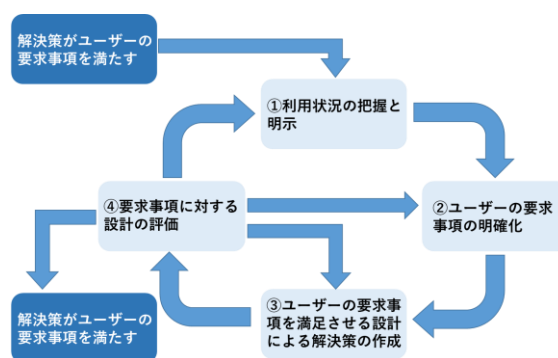 解決策がユーザーの
要求事項を満たす
①利用状況の把握と
明示
④要求事項に対する
設計の評価
②ユーザーの要求
事項の明確化
解決策がユーザーの
要求事項を満たす
③ユーザーの要求事
項を満足させる設計
による解決策の作成